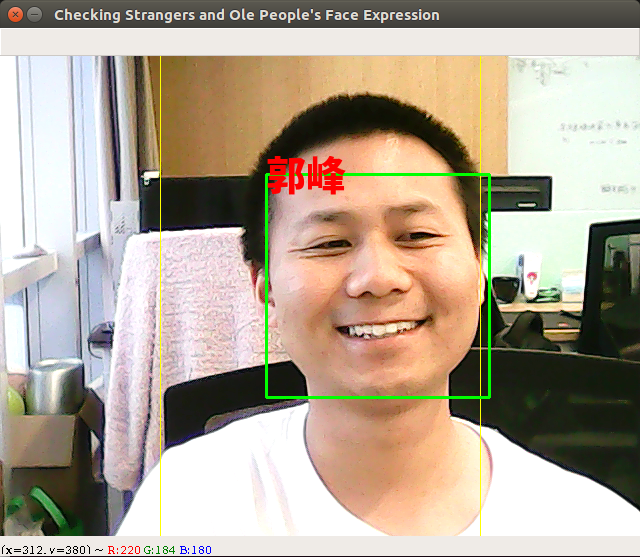 Checking Strangers and Ole People's Face Expression
郭峰
(x=312, y=380) ~ R:220 G:184 B:180